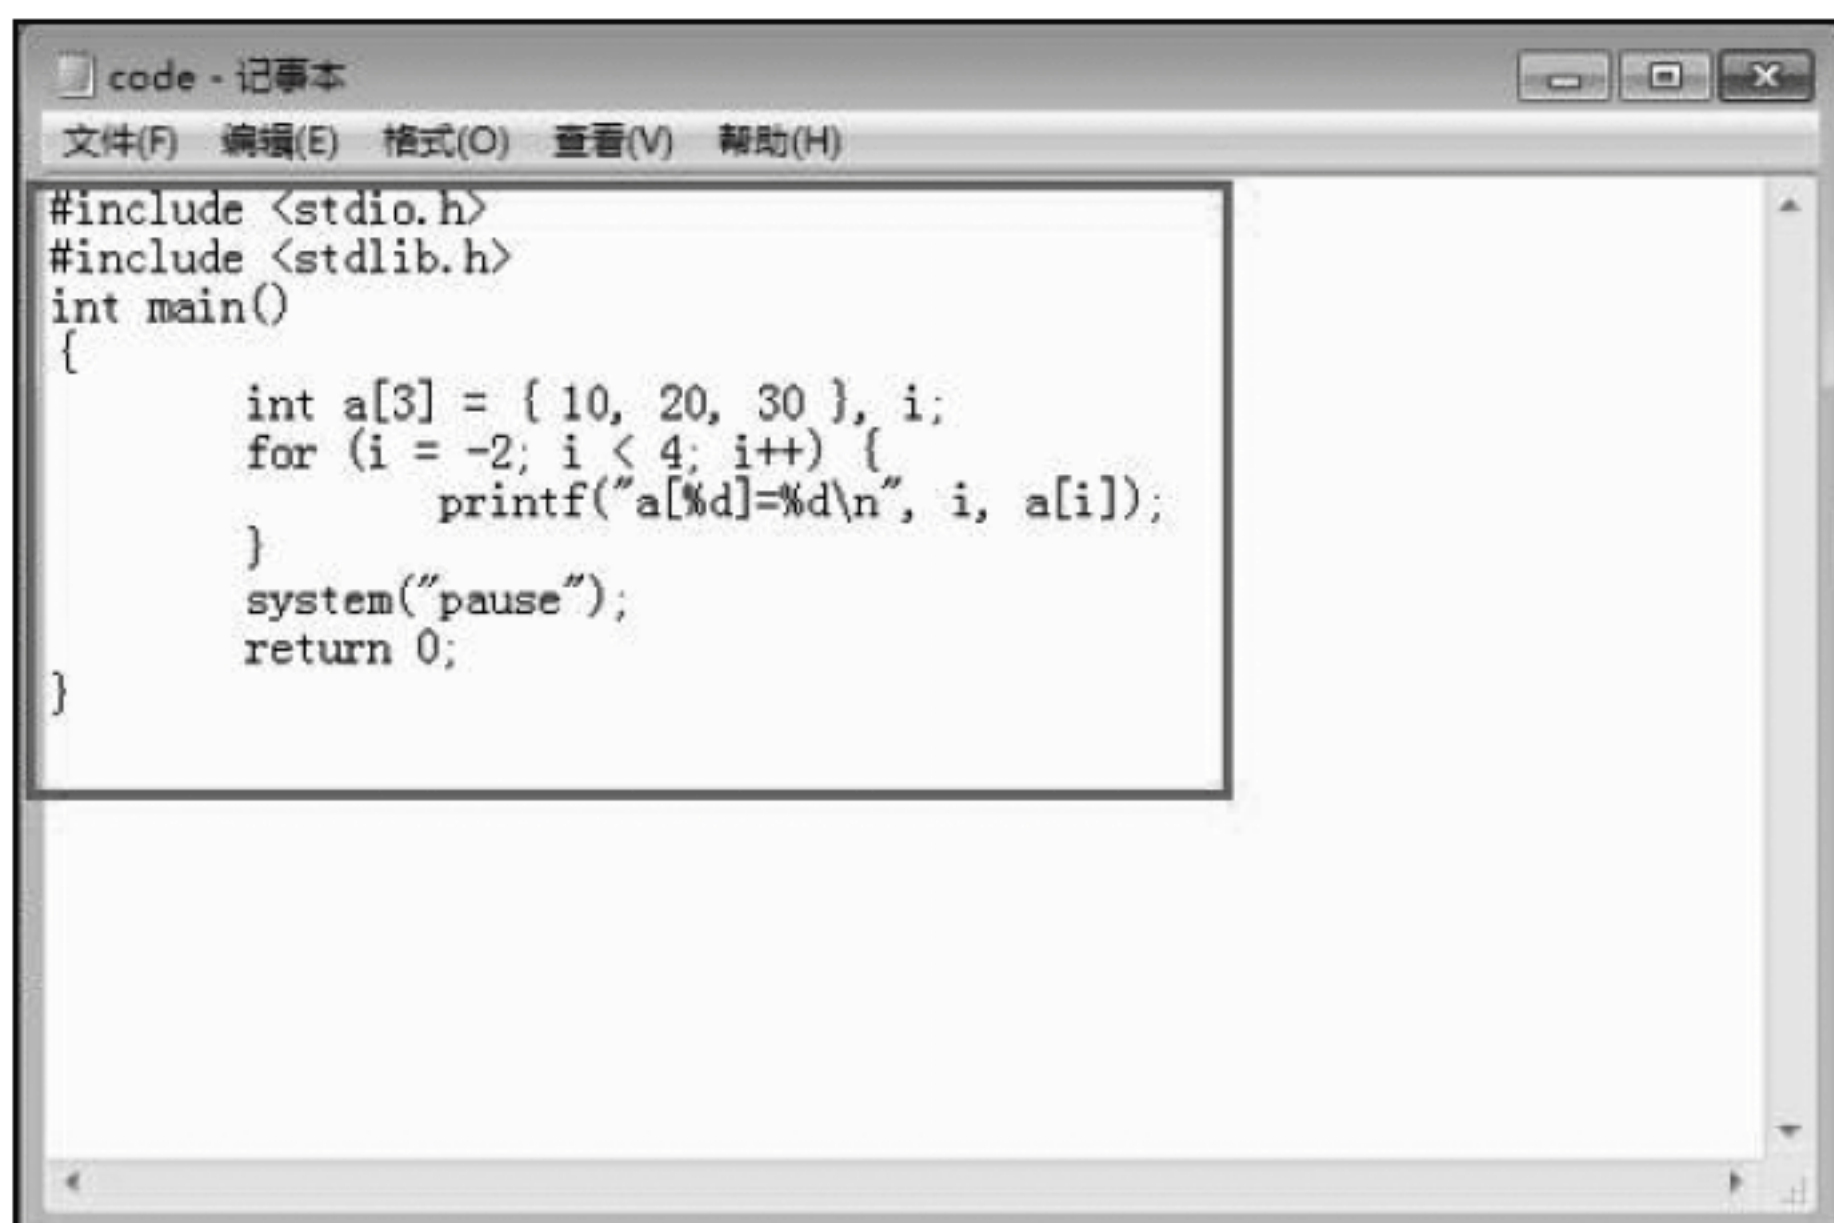 code - 记事本
文件(F) 编辑(E) 格式(O) 查看(V) 帮助(H)
#include <stdio.h>
#include <stdlib.h>
int main()
{
        int a[3] = { 10, 20, 30 }, i;
        for (i = -2; i < 4; i++) {
                printf("a[%d]=%d\n", i, a[i]);
        }
        system("pause");
        return 0;
}